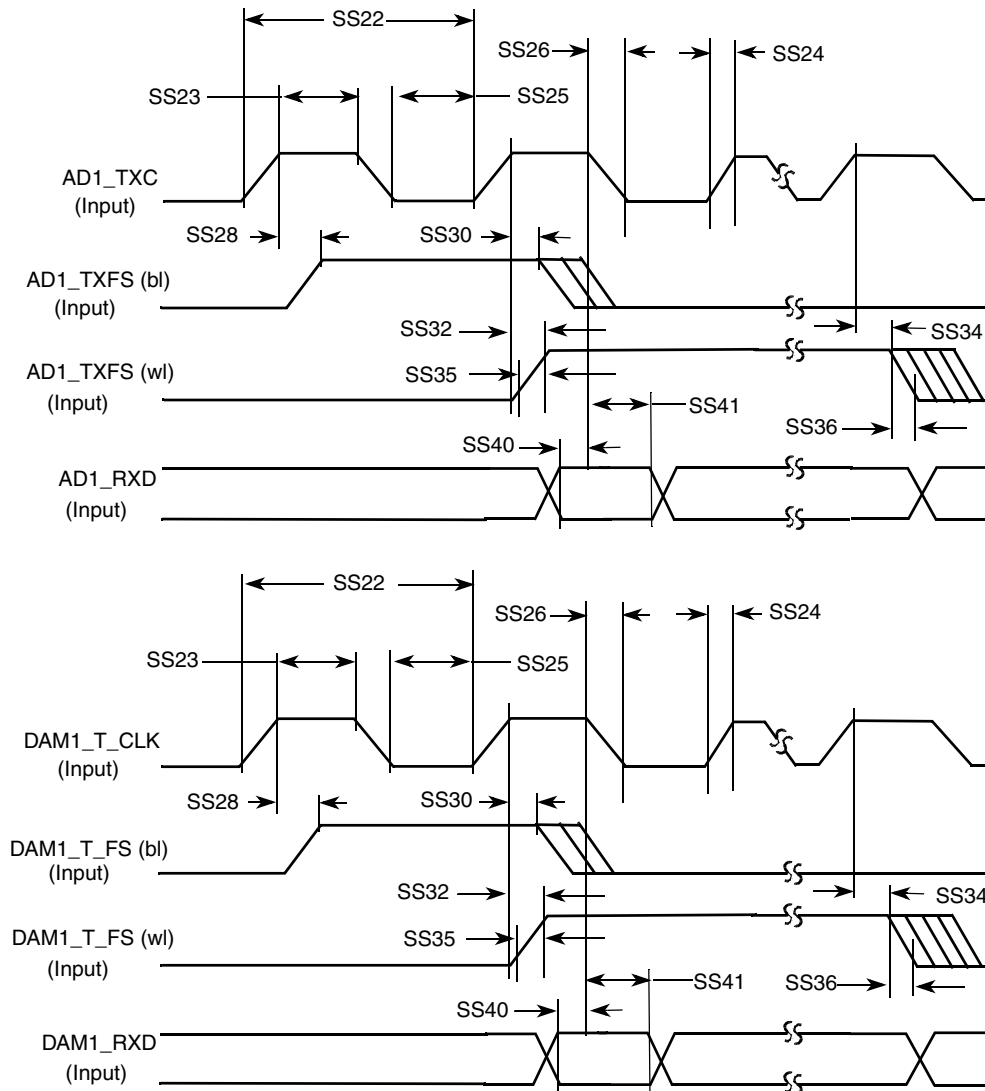 SS22
SS26
SS24
SS23
SS25
AD1_TXC
(Input)
SS28
SS30
AD1_TXFS (bl)
(Input)
SS32
SS34
AD1_TXFS (wl)
(Input)
SS35
SS41
SS36
SS40
AD1_RXD
(Input)
SS22
SS26
SS24
SS23
SS25
DAM1_T_CLK
(Input)
SS28
SS30
DAM1_T_FS (bl)
(Input)
SS32
SS34
DAM1_T_FS (wl)
(Input)
SS35
SS41
SS36
SS40
DAM1_RXD
(Input)